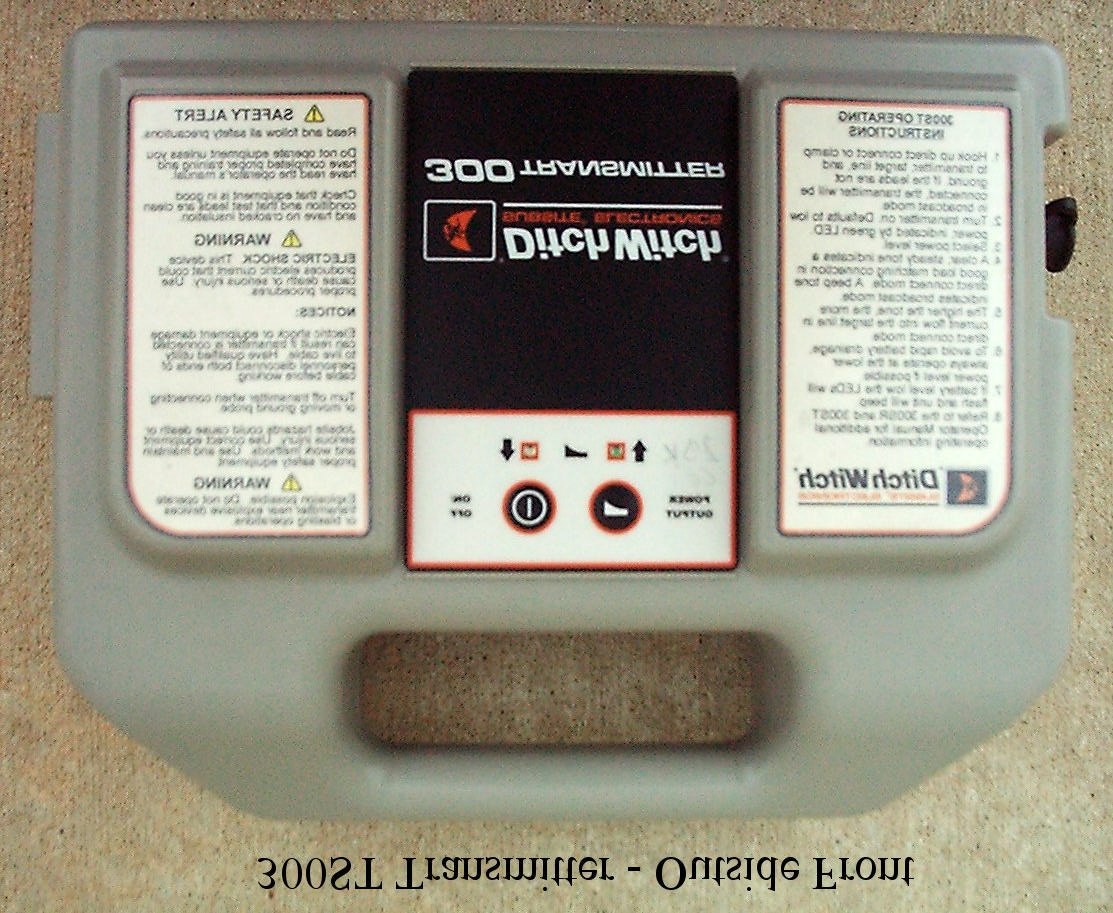 SAFETY ALERT
Read and follow all safety precautions.
Do not operate equipment unless you
have completed proper training and
have read the operator's manual.
Check that equipment is in good
condition and that test leads are clean
and have no cracked insulation.
WARNING
ELECTRIC SHOCK. This device
produces electric current that could
cause death or serious injury. Use
proper procedures.
NOTICES:
Electric shock or equipment damage
can result if transmitter is connected
to live cable. Have qualified utility
personnel disconnect both ends of
cable before working.
Turn off transmitter when connecting
or moving ground probe.
Jobsite hazards could cause death or
serious injury. Use correct equipment
and work methods. Use and maintain
proper safety equipment.
WARNING
Explosion possible. Do not operate
transmitter near explosive devices
or blasting operations.
300 TRANSMITTER
Ditch Witch®
SUBSITE® ELECTRONICS
ON
OFF
POWER
OUTPUT
300ST OPERATING
INSTRUCTIONS
1. Hook up direct connect or clamp
to transmitter, target line, and
ground. If the leads are not
connected, the transmitter will be
in broadcast mode.
2. Turn transmitter on. Defaults to low
power, indicated by green LED.
3. Select power level.
4. A clear, steady tone indicates a
good load matching connection in
direct connect mode. A beep tone
indicates broadcast mode.
5. The higher the tone, the more
current flow into the target line in
direct connect mode.
6. To avoid rapid battery drainage,
always operate at the lower
power level if possible.
7. If battery level low the LEDs will
flash and unit will beep
8. Refer to the 300SR and 300ST
Operator Manual for additional
operating information.
Ditch Witch®
SUBSITE® ELECTRONICS
300ST Transmitter - Outside Front